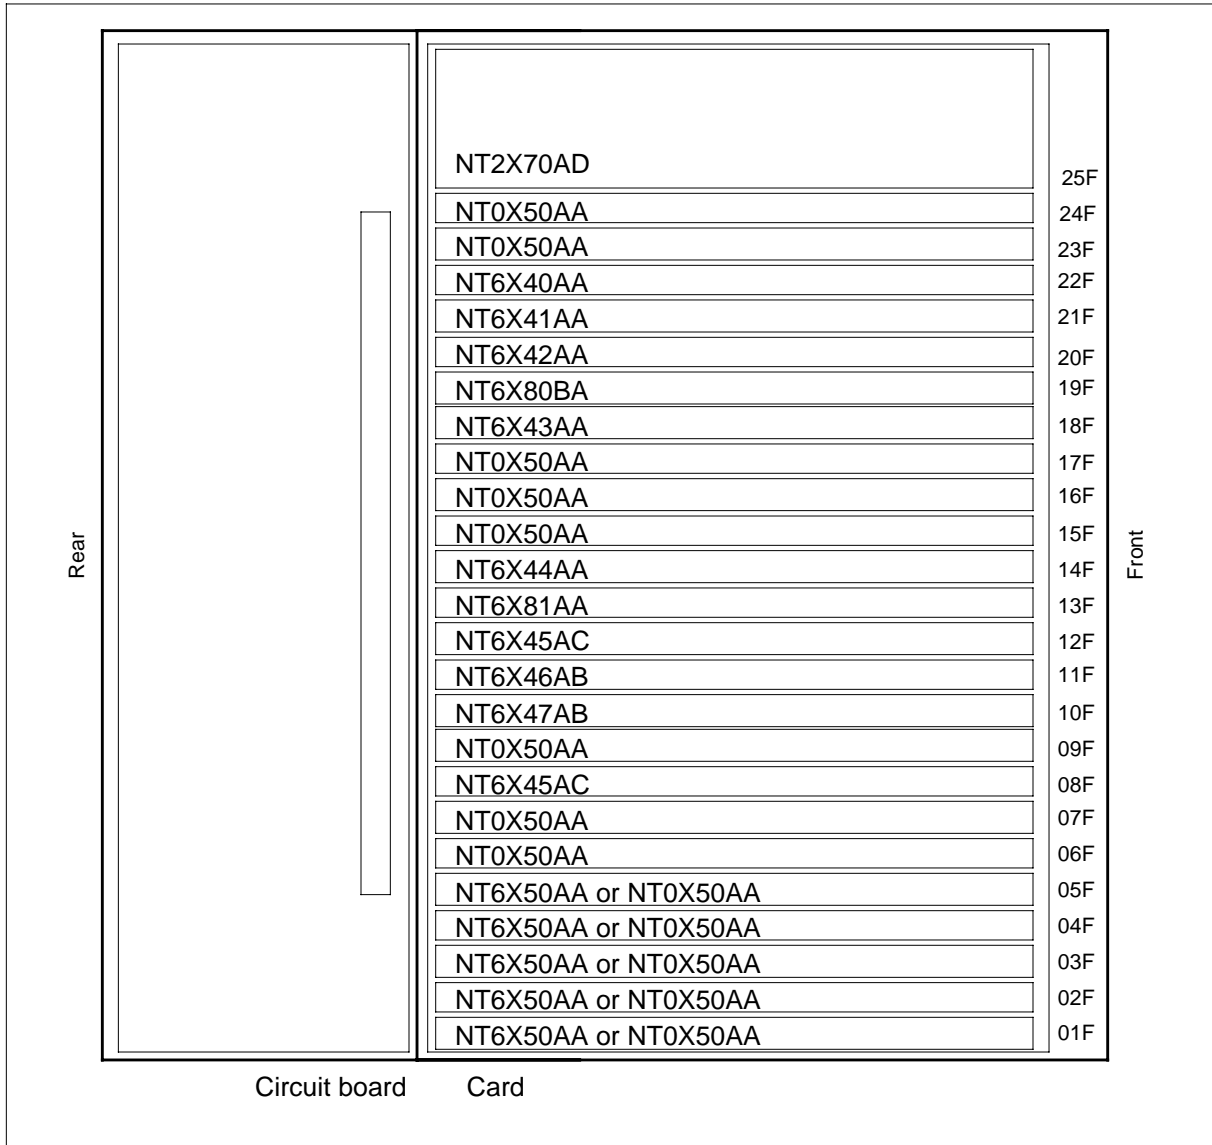 NT2X70AD 25F
NT0X50AA 24F
NT0X50AA 23F
NT6X40AA 22F
NT6X41AA 21F
NT6X42AA 20F
NT6X80BA 19F
NT6X43AA 18F
NT0X50AA 17F
NT0X50AA 16F
NT0X50AA 15F
Rear
NT6X44AA 14F
Front
NT6X81AA 13F
NT6X45AC 12F
NT6X46AB 11F
NT6X47AB 10F
NT0X50AA 09F
NT6X45AC 08F
NT0X50AA 07F
NT0X50AA 06F
NT6X50AA or NT0X50AA 05F
NT6X50AA or NT0X50AA 04F
NT6X50AA or NT0X50AA 03F
NT6X50AA or NT0X50AA 02F
NT6X50AA or NT0X50AA 01F
Circuit board Card